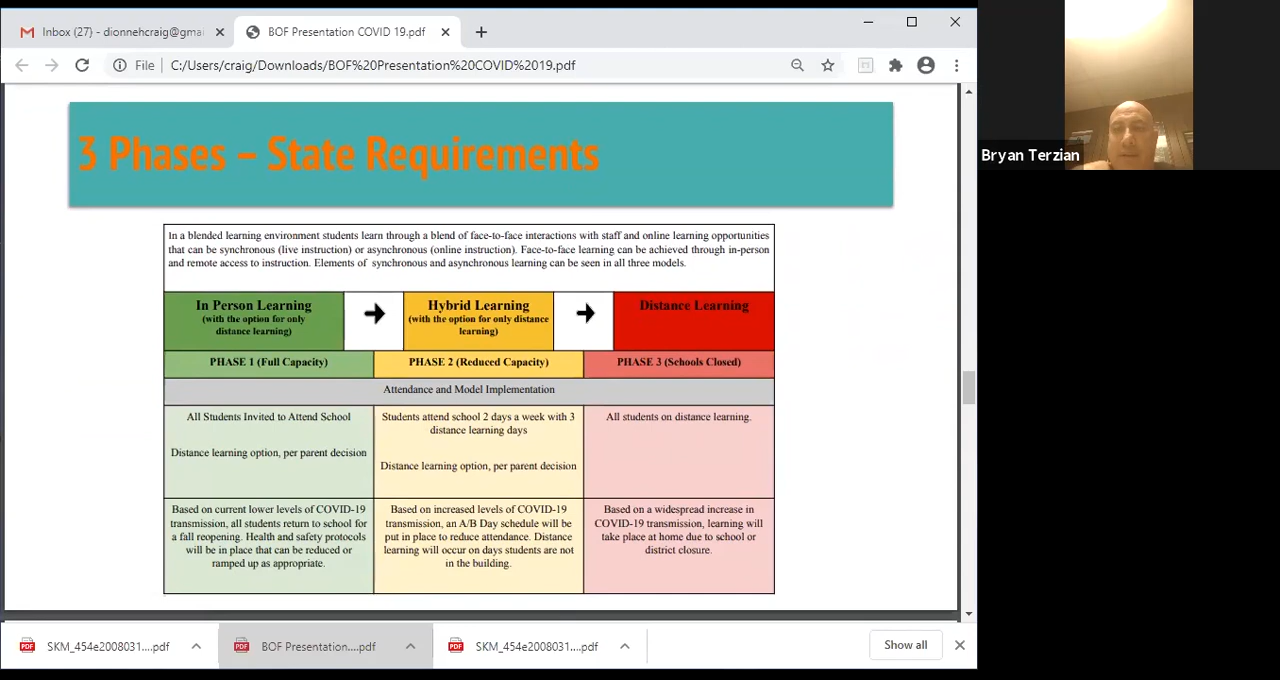 Inbox (27) - dionnehcraig@gmai
BOF Presentation COVID 19.pdf
File | C:/Users/craig/Downloads/BOF%20Presentation%20COVID%2019.pdf
Bryan Terzian
3 Phases – State Requirements
In a blended learning environment students learn through a blend of face-to-face interactions with staff and online learning opportunities
that can be synchronous (live instruction) or asynchronous (online instruction). Face-to-face learning can be achieved through in-person
and remote access to instruction. Elements of synchronous and asynchronous learning can be seen in all three models.
In Person Learning
(with the option for only
distance learning)
Hybrid Learning
(with the option for only distance
learning)
Distance Learning
PHASE 1 (Full Capacity)
PHASE 2 (Reduced Capacity)
PHASE 3 (Schools Closed)
Attendance and Model Implementation
All Students Invited to Attend School
Distance learning option, per parent decision
Students attend school 2 days a week with 3
distance learning days
Distance learning option, per parent decision
All students on distance learning.
Based on current lower levels of COVID-19
transmission, all students return to school for
a fall reopening. Health and safety protocols
will be in place that can be reduced or
ramped up as appropriate.
Based on increased levels of COVID-19
transmission, an A/B Day schedule will be
put in place to reduce attendance. Distance
learning will occur on days students are not
in the building.
Based on a widespread increase in
COVID-19 transmission, learning will
take place at home due to school or
district closure.
SKM_454e2008031....pdf
BOF Presentation....pdf
SKM_454e2008031....pdf
Show all